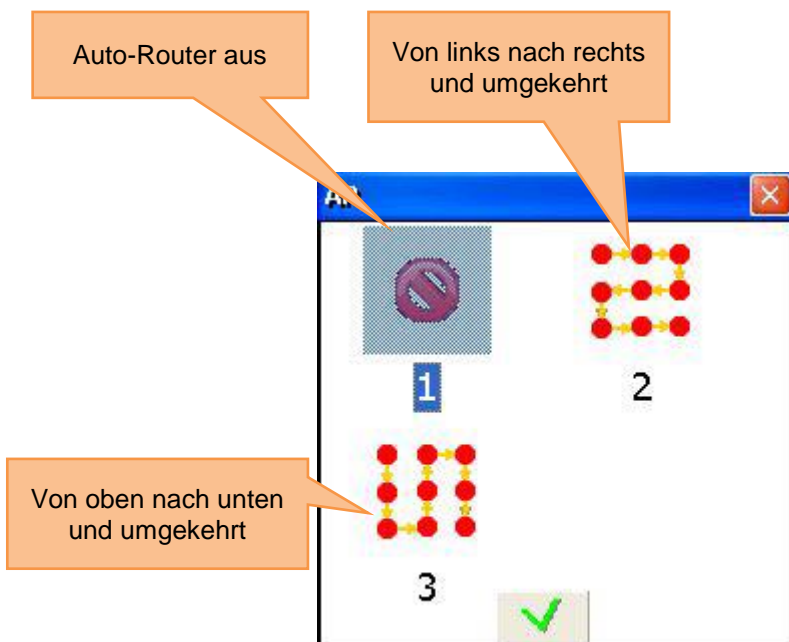 Auto-Router aus
Von links nach rechts
und umgekehrt
1
2
Von oben nach unten
und umgekehrt
3